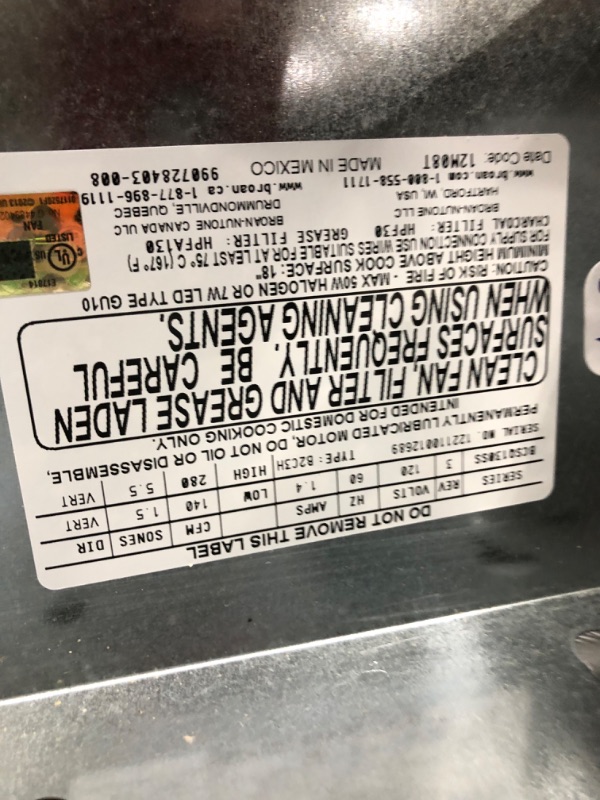 DO NOT REMOVE THIS LABEL
SERIES REV VOLTS HZ AMPS CFM SONES DIR
BCSQ130SS 3 120 60 1.4 LOW 140 1.5 VERT
SERIAL NO. 122110012689 TYPE: B2C3H HIGH 280 5.5 VERT
PERMANENTLY LUBRICATED MOTOR, DO NOT OIL OR DISASSEMBLE,
INTENDED FOR DOMESTIC COOKING ONLY.
CLEAN FAN, FILTER AND GREASE LADEN
SURFACES FREQUENTLY. BE CAREFUL
WHEN USING CLEANING AGENTS.
CAUTION: RISK OF FIRE - MAX 50W HALOGEN OR 7W LED TYPE GU10
MINIMUM HEIGHT ABOVE COOK SURFACE: 18"
FOR SUPPLY CONNECTION USE WIRES SUITABLE FOR AT LEAST 75° C (167° F)
CHARCOAL FILTER: HP30 GREASE FILTER: HPFA130
BROAN-NUTONE LLC BROAN-NUTONE CANADA ULC
HARTFORD, WI, USA DRUMMONDVILLE, QUEBEC
www.broan.com 1-800-558-1711 www.broan.ca 1-877-896-1119
Date Code: 12M08T MADE IN MEXICO 990728403-008
E17814
UL
LISTED
FAN